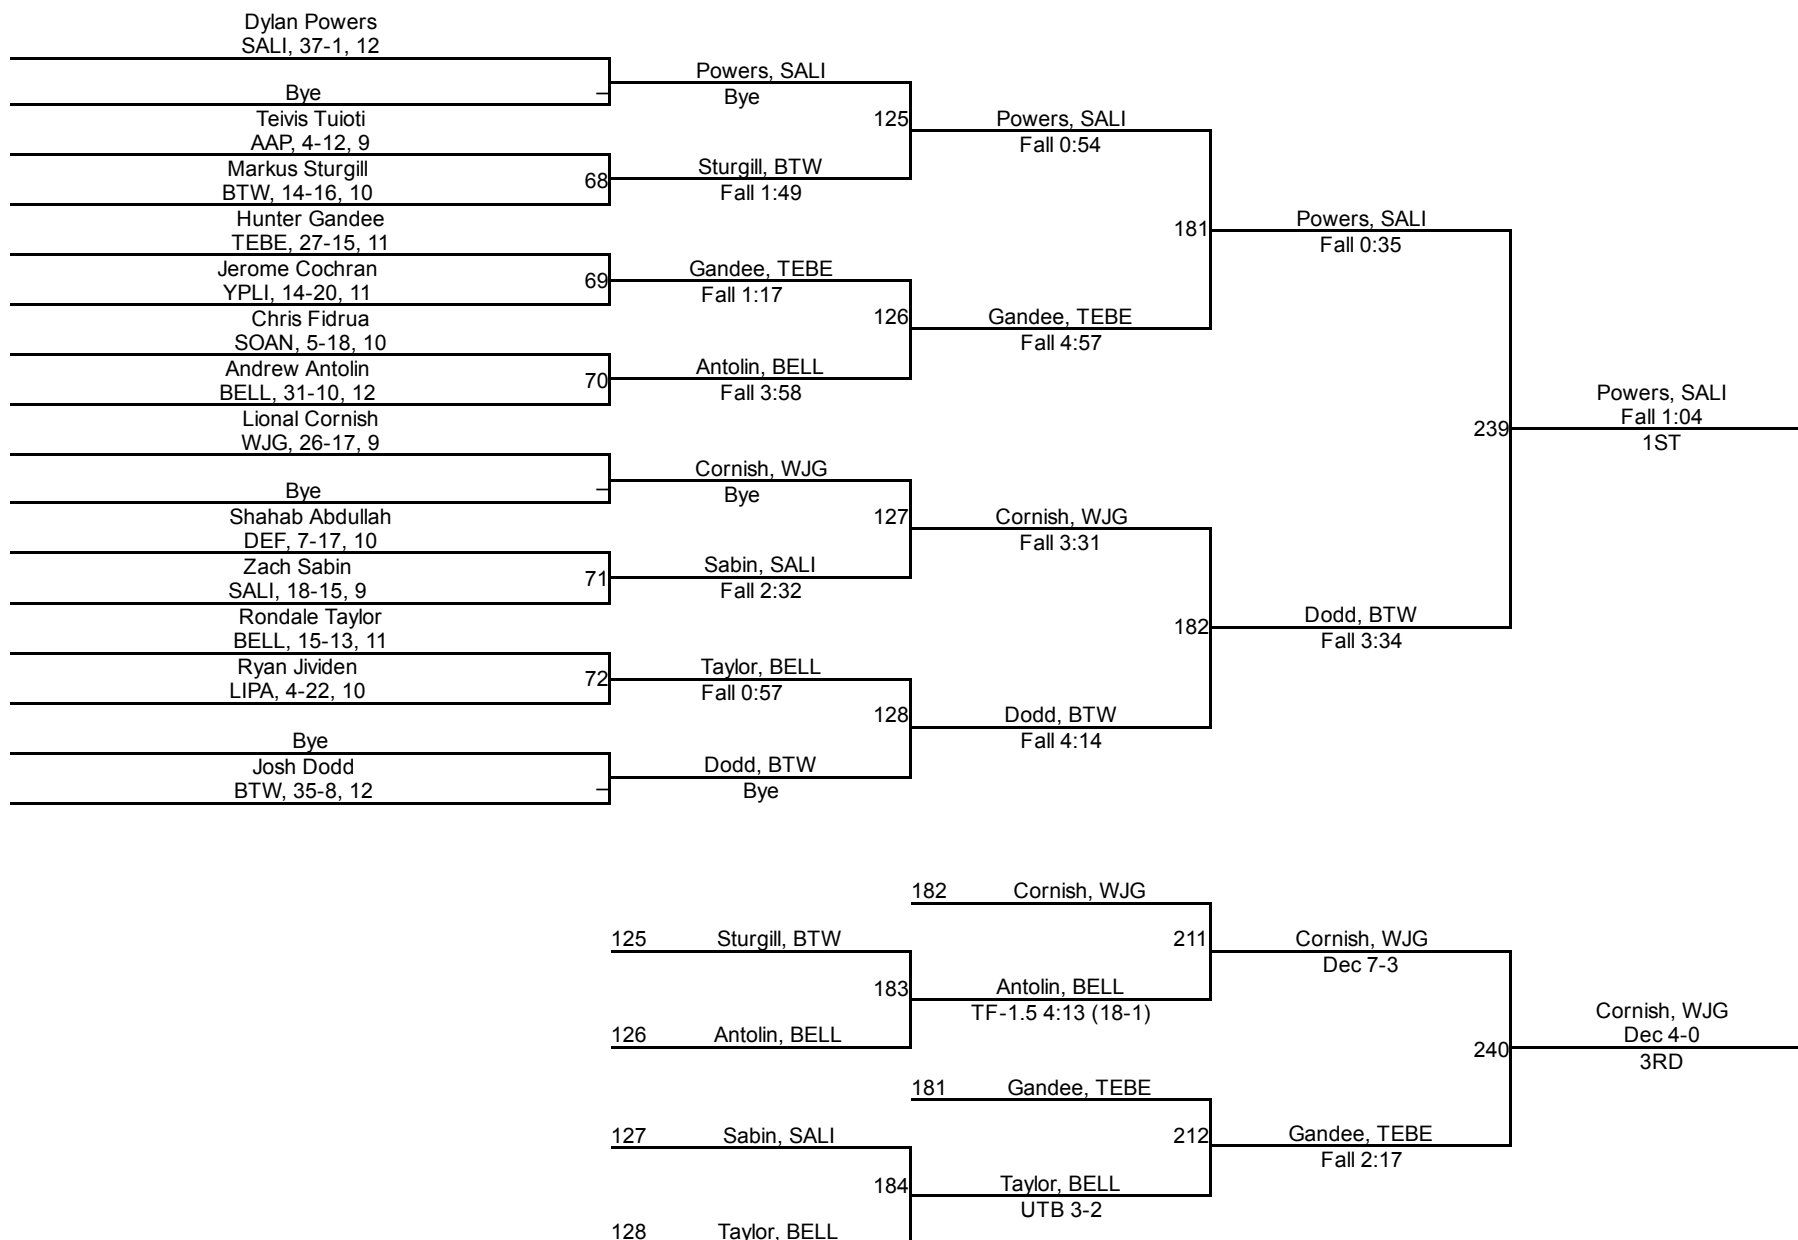 Dylan Powers
SALI, 37-1, 12
Bye
Teivis Tuioti
AAP, 4-12, 9
Markus Sturgill
BTW, 14-16, 10
68
Hunter Gandee
TEBE, 27-15, 11
Jerome Cochran
YPLI, 14-20, 11
69
Chris Fidrua
SOAN, 5-18, 10
Andrew Antolin
BELL, 31-10, 12
70
Lional Cornish
WJG, 26-17, 9
Bye
Shahab Abdullah
DEF, 7-17, 10
Zach Sabin
SALI, 18-15, 9
71
Rondale Taylor
BELL, 15-13, 11
Ryan Jividen
LIPA, 4-22, 10
72
Bye
Josh Dodd
BTW, 35-8, 12
Powers, SALI
Bye
125
Sturgill, BTW
Fall 1:49
Gandee, TEBE
Fall 1:17
126
Antolin, BELL
Fall 3:58
Cornish, WJG
Bye
127
Sabin, SALI
Fall 2:32
Taylor, BELL
Fall 0:57
128
Dodd, BTW
Bye
Powers, SALI
Fall 0:54
181
Gandee, TEBE
Fall 4:57
Cornish, WJG
Fall 3:31
182
Dodd, BTW
Fall 4:14
Powers, SALI
Fall 0:35
239
Dodd, BTW
Fall 3:34
Powers, SALI
Fall 1:04
1ST
182 Cornish, WJG
125 Sturgill, BTW
183
126 Antolin, BELL
211
Antolin, BELL
TF-1.5 4:13 (18-1)
181 Gandee, TEBE
127 Sabin, SALI
184
128 Taylor, BELL
212
Taylor, BELL
UTB 3-2
Cornish, WJG
Dec 7-3
240
Gandee, TEBE
Fall 2:17
Cornish, WJG
Dec 4-0
3RD